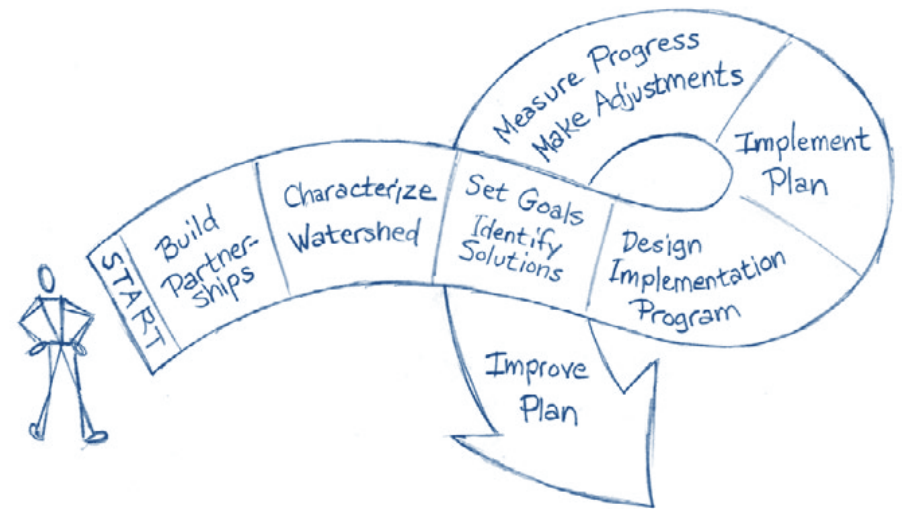 START
Build
Partner-
ships
Characterize
Watershed
Set Goals
Identify
Solutions
Design
Implementation
Program
Implement
Plan
Measure Progress
Make Adjustments
Improve
Plan